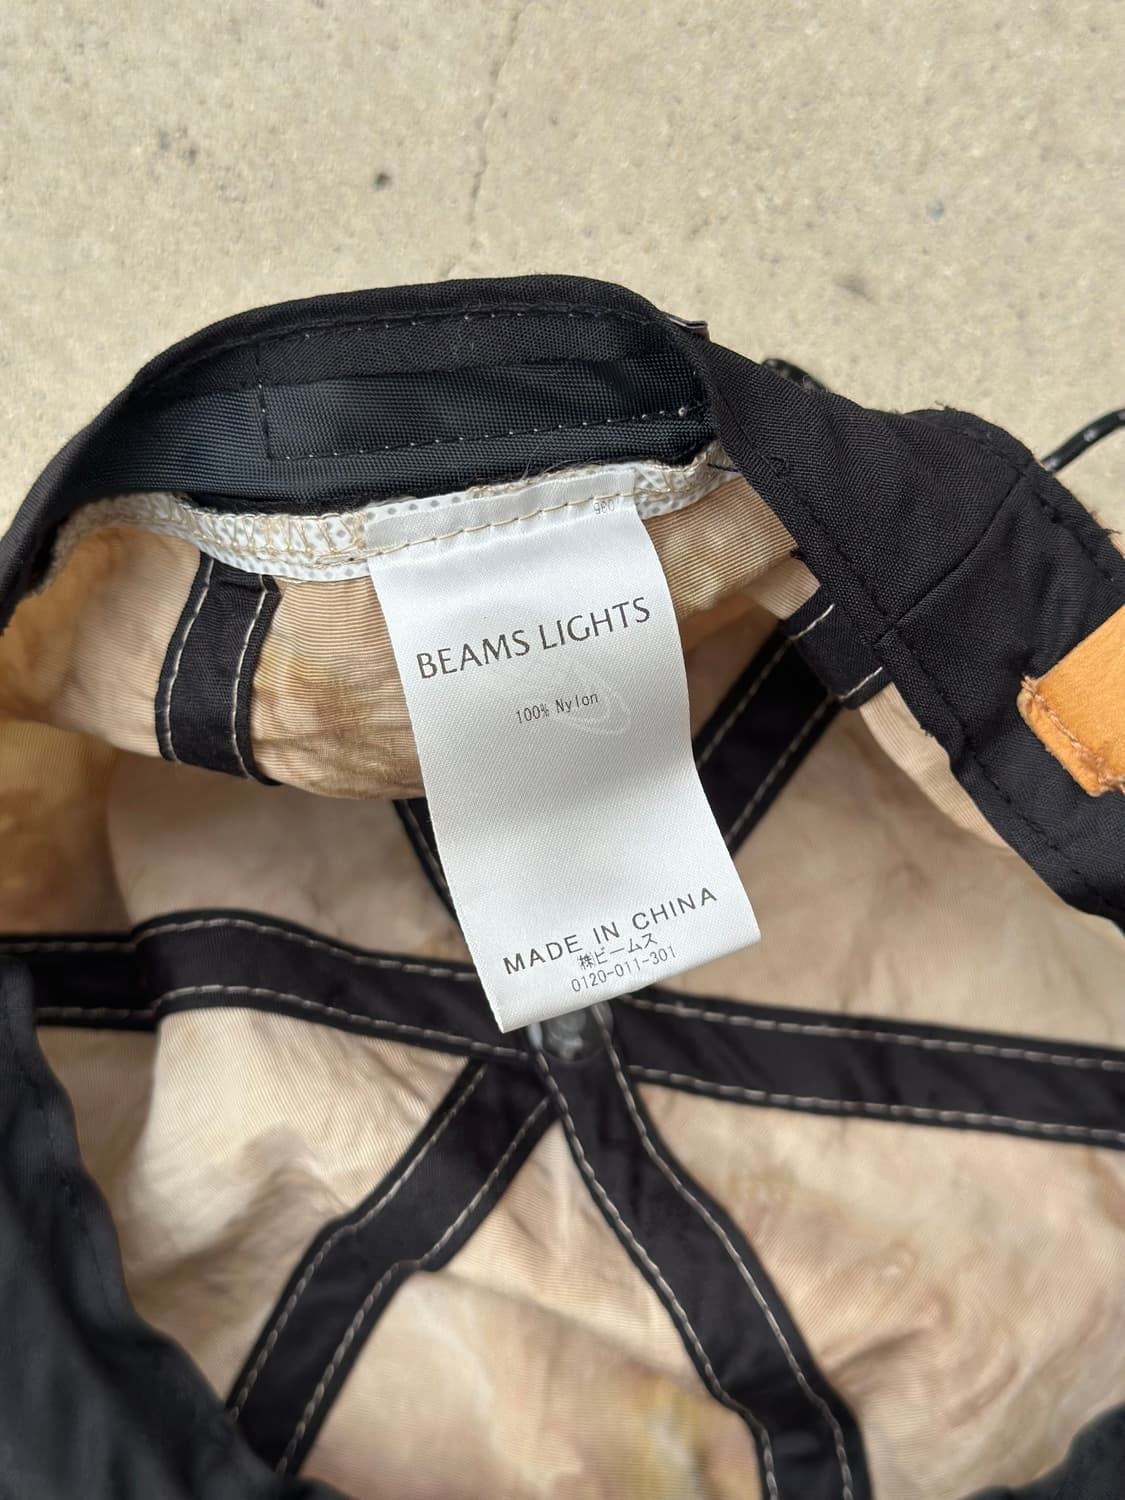 BEAMS LIGHTS
100% Nylon
MADE IN CHINA
㈱ビームス
0120-011-301